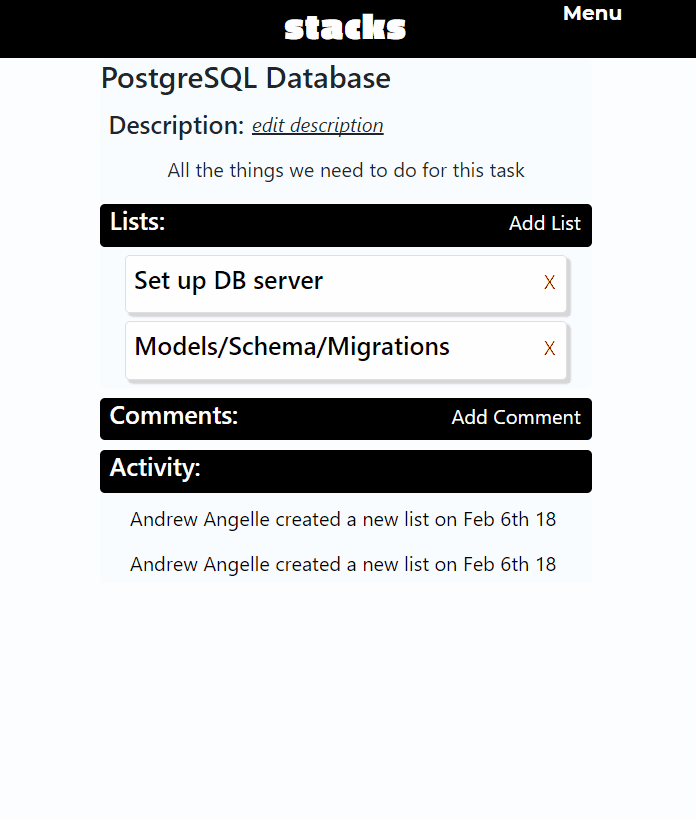 stacks Menu
PostgreSQL Database
Description: edit description
All the things we need to do for this task
Lists: Add List
Set up DB server X
Models/Schema/Migrations X
Comments: Add Comment
Activity:
Andrew Angelle created a new list on Feb 6th 18
Andrew Angelle created a new list on Feb 6th 18